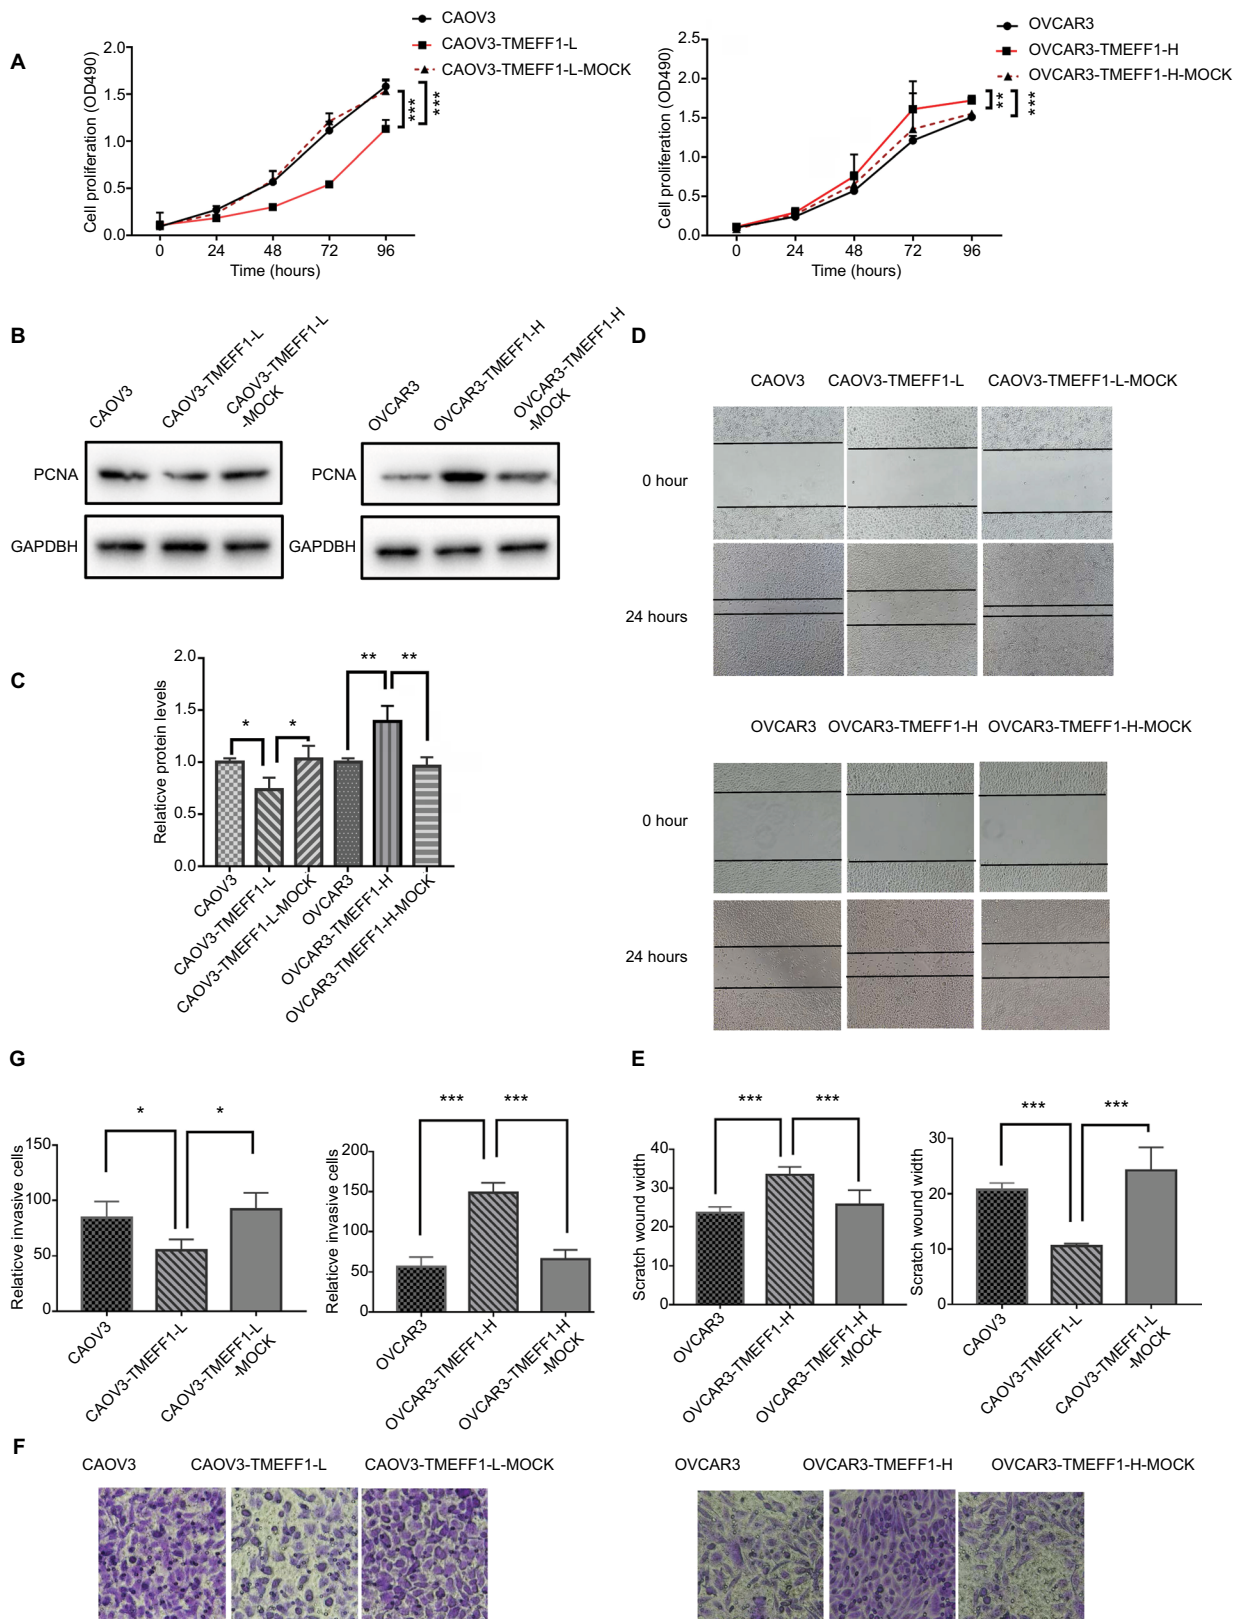 A
CAOV3
CAOV3-TMEFF1-L
CAOV3-TMEFF1-L-MOCK
Cell proliferation (OD490)
2.0
1.5
1.0
0.5
0.0
0 24 48 72 96
Time (hours)
***
***
OVCAR3
OVCAR3-TMEFF1-H
OVCAR3-TMEFF1-H-MOCK
Cell proliferation (OD490)
2.5
2.0
1.5
1.0
0.5
0.0
0 24 48 72 96
Time (hours)
**
***
B
CAOV3
CAOV3-TMEFF1-L
CAOV3-TMEFF1-L
-MOCK
PCNA
GAPDBH
OVCAR3
OVCAR3-TMEFF1-H
OVCAR3-TMEFF1-H
-MOCK
PCNA
GAPDBH
C
Relaticve protein levels
2.0
1.5
1.0
0.5
0.0
* * ** **
CAOV3
CAOV3-TMEFF1-L
CAOV3-TMEFF1-L-MOCK
OVCAR3
OVCAR3-TMEFF1-H
OVCAR3-TMEFF1-H-MOCK
D
CAOV3 CAOV3-TMEFF1-L CAOV3-TMEFF1-L-MOCK
0 hour
24 hours
OVCAR3 OVCAR3-TMEFF1-H OVCAR3-TMEFF1-H-MOCK
0 hour
24 hours
G
Relaticve invasive cells
150
100
50
0
* *
CAOV3
CAOV3-TMEFF1-L
CAOV3-TMEFF1-L
-MOCK
Relaticve invasive cells
200
150
100
50
0
*** ***
OVCAR3
OVCAR3-TMEFF1-H
OVCAR3-TMEFF1-H
-MOCK
E
Scratch wound width
40
30
20
10
0
*** ***
OVCAR3
OVCAR3-TMEFF1-H
OVCAR3-TMEFF1-H
-MOCK
Scratch wound width
30
20
10
0
*** ***
CAOV3
CAOV3-TMEFF1-L
CAOV3-TMEFF1-L
-MOCK
F
CAOV3 CAOV3-TMEFF1-L CAOV3-TMEFF1-L-MOCK
OVCAR3 OVCAR3-TMEFF1-H OVCAR3-TMEFF1-H-MOCK